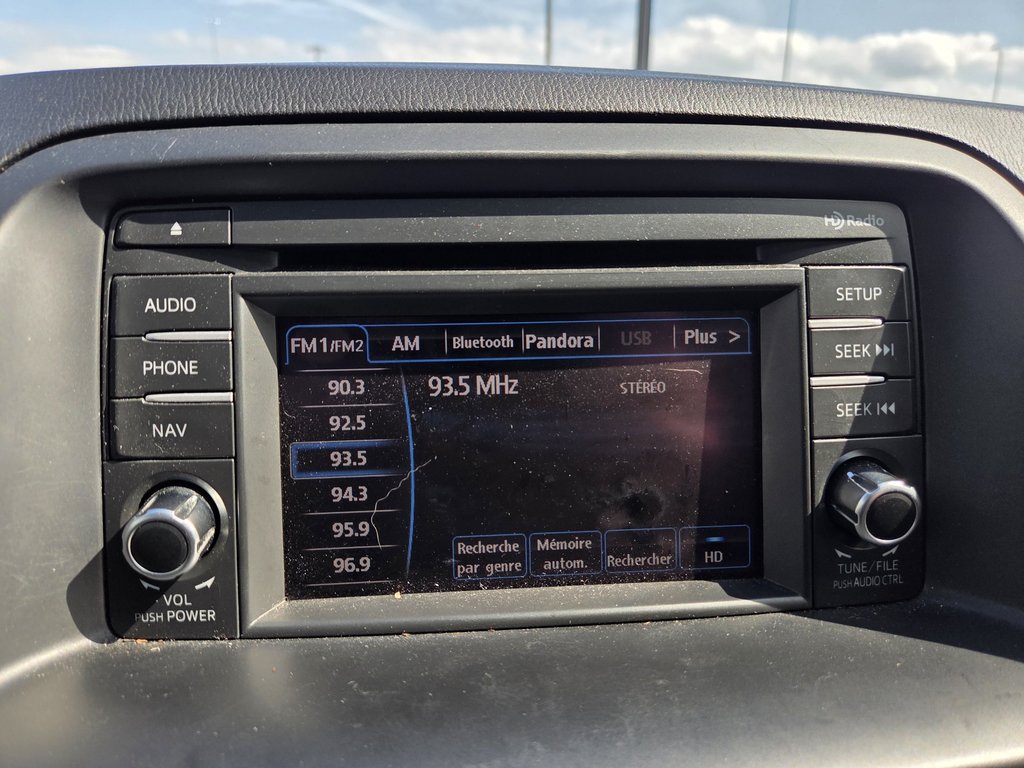 HD Radio
AUDIO
PHONE
NAV
VOL
PUSH POWER
FM1/FM2 AM Bluetooth Pandora USB Plus >
90.3
92.5
93.5
94.3
95.9
96.9
93.5 MHz STÉRÉO
Recherche
par genre
Mémoire
autom.
Rechercher
HD
SETUP
SEEK
SEEK
TUNE/FILE
PUSH AUDIO CTRL